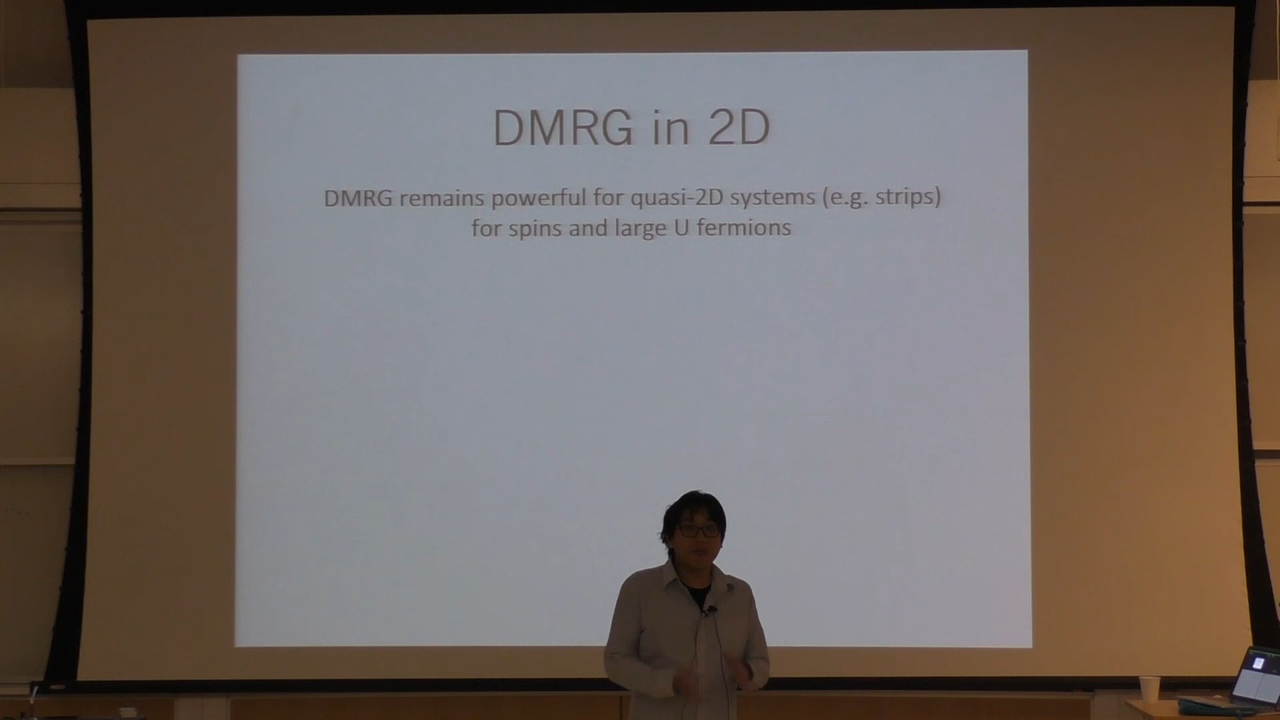 DMRG in 2D
DMRG remains powerful for quasi-2D systems (e.g. strips)
for spins and large U fermions